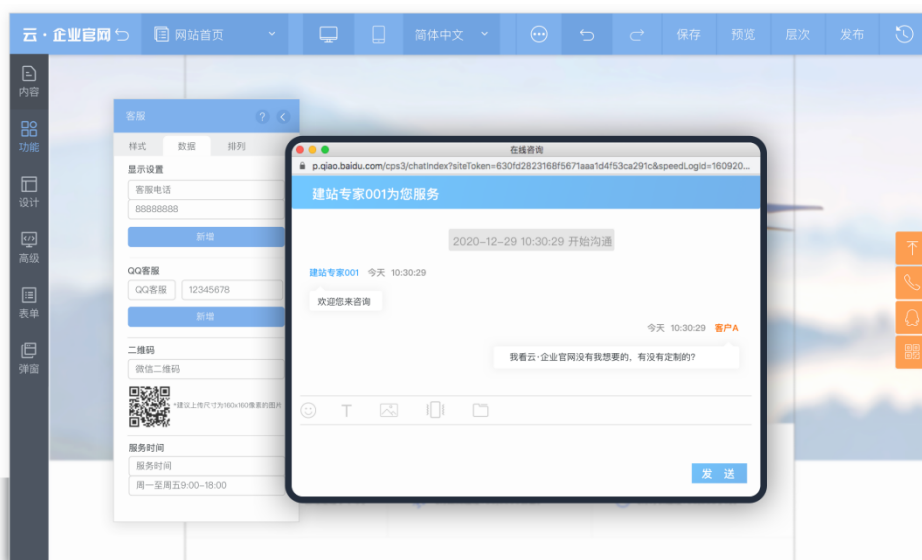 云·企业官网
网站首页
简体中文
保存
预览
层次
发布
内容
功能
设计
高级
表单
弹窗
客服
?
样式
数据
排列
显示设置
客服电话
88888888
新增
QQ客服
QQ客服
12345678
新增
二维码
微信二维码
*建议上传尺寸为160x160像素的图片
服务时间
服务时间
周一至周五9:00-18:00
在线咨询
p.qiao.baidu.com/cps3/chatIndex?siteToken=630fd2823168f5671aaa1d4f53ca291c&speedLogId=160920...
建站专家001为您服务
2020-12-29 10:30:29 开始沟通
建站专家001 今天 10:30:29
欢迎您来咨询
今天 10:30:29 客户A
我看云·企业官网没有我想要的、有没有定制的?
T
发 送